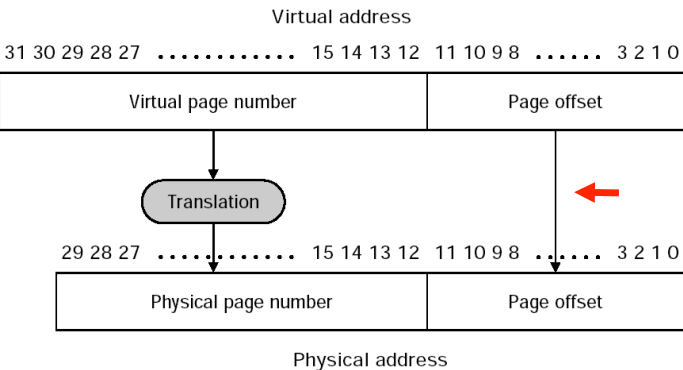 Virtual address
31 30 29 28 27 ............ 15 14 13 12 11 10 9 8 ...... 3 2 1 0
Virtual page number Page offset
Translation
29 28 27 ............ 15 14 13 12 11 10 9 8 ...... 3 2 1 0
Physical page number Page offset
Physical address